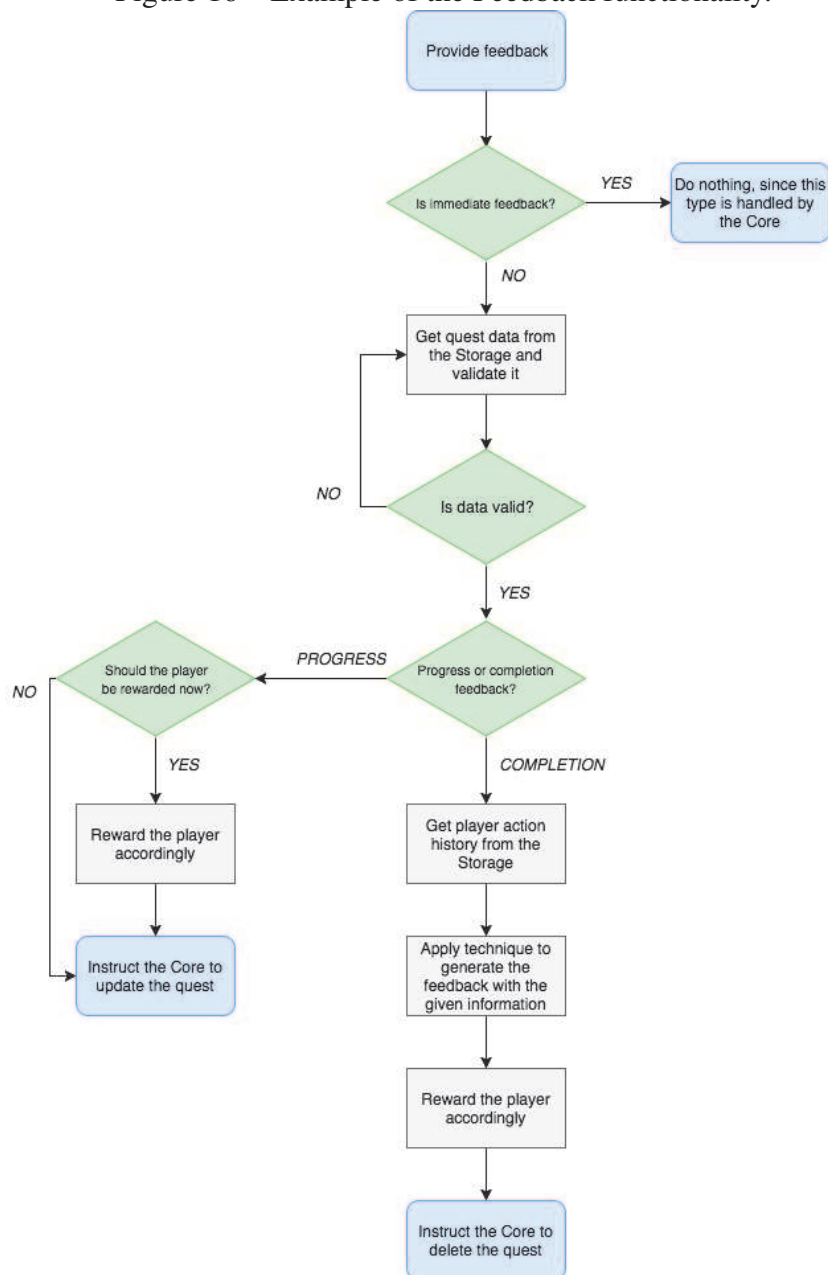 Figure 18 – Example of the Feedback functionality.
Provide feedback
Is immediate feedback?
YES
Do nothing, since this
type is handled by
the Core
NO
Get quest data from
the Storage and
validate it
NO
Is data valid?
YES
PROGRESS
Should the player
be rewarded now?
Progress or completion
feedback?
NO
YES
COMPLETION
Reward the player
accordingly
Get player action
history from the
Storage
Instruct the Core to
update the quest
Apply technique to
generate the
feedback with the
given information
Reward the player
accordingly
Instruct the Core to
delete the quest